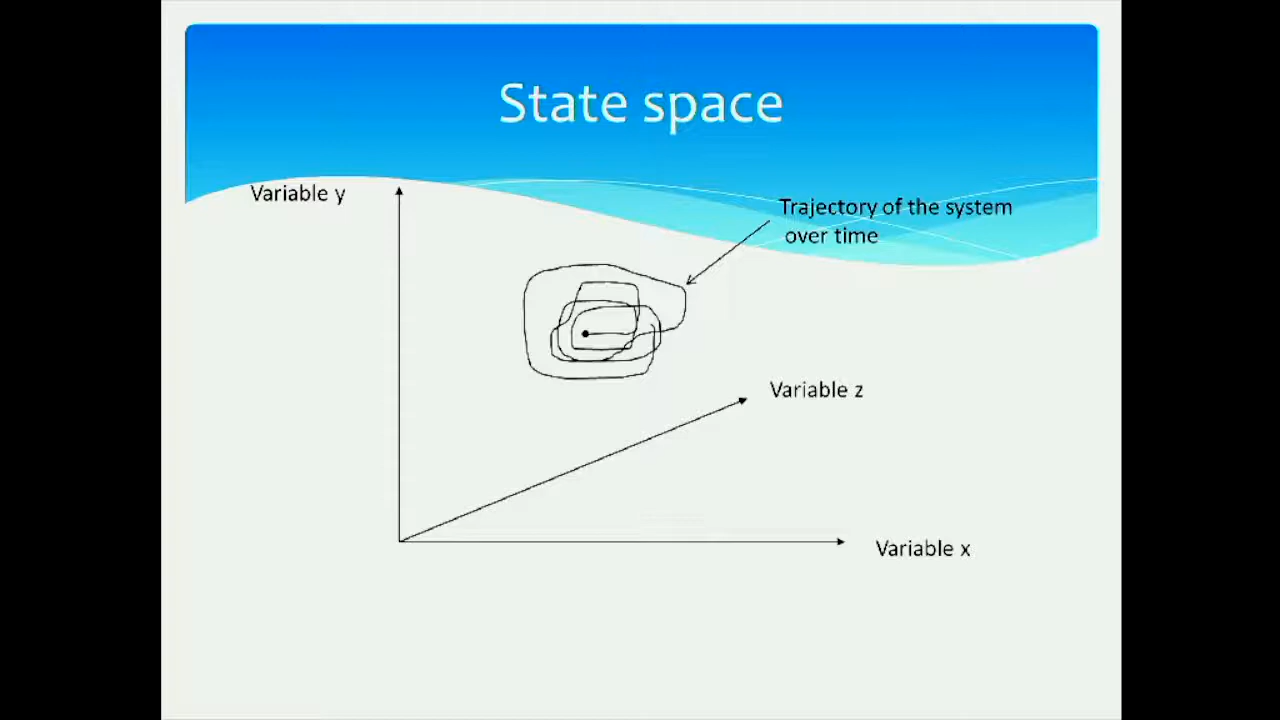 State space
Variable y
Trajectory of the system
over time
Variable z
Variable x